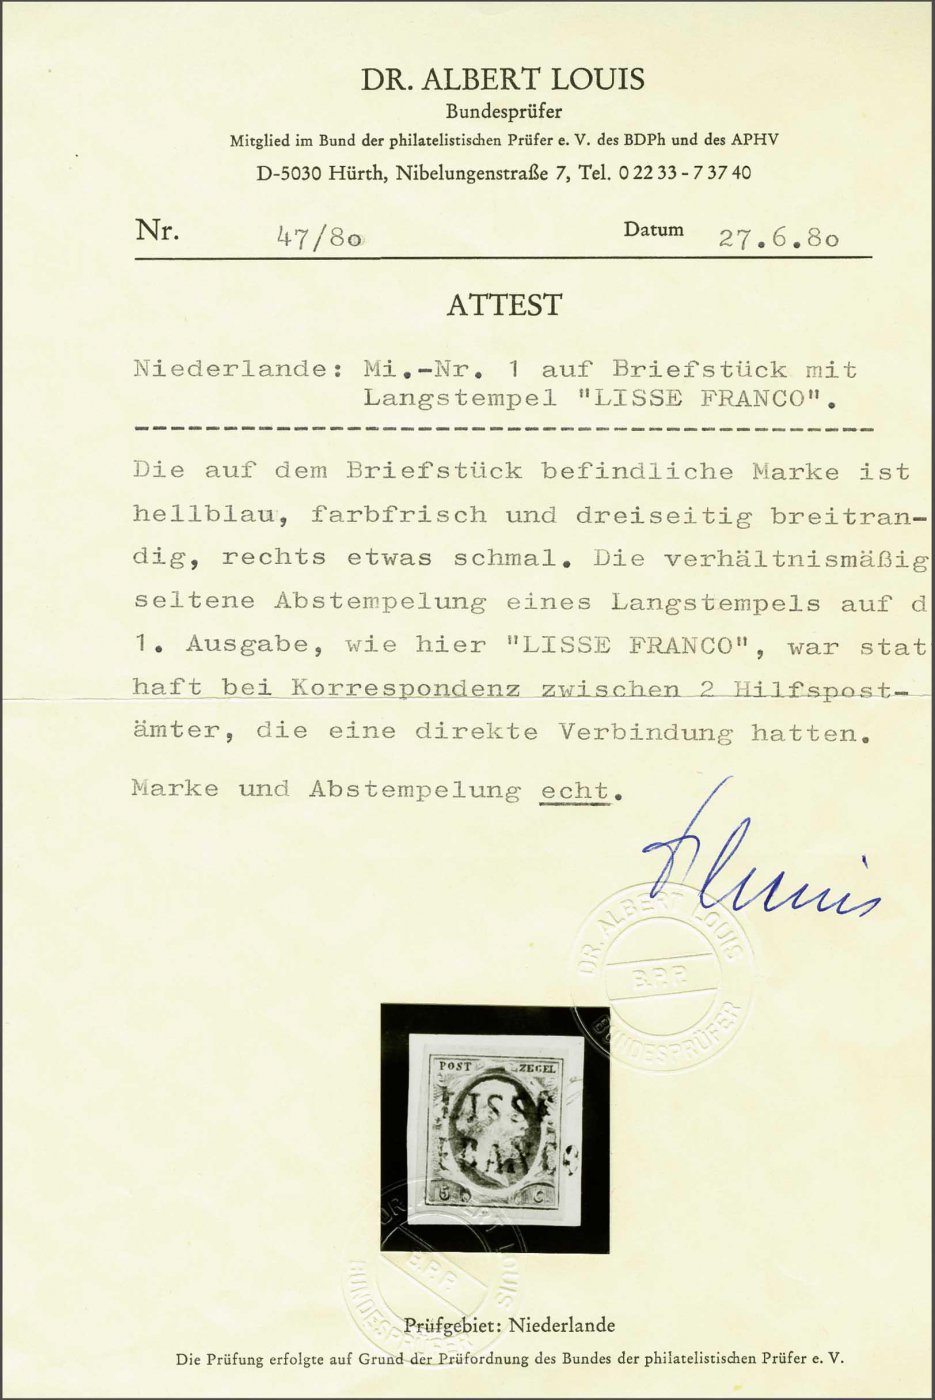 DR. ALBERT LOUIS
Bundesprüfer
Mitglied im Bund der philatelistischen Prüfer e. V. des BDPh und des APHV
D-5030 Hürth, Nibelungenstraße 7, Tel. 0 22 33 - 7 37 40
Nr. 47/80 Datum 27.6.80
ATTEST
Niederlande: Mi.-Nr. 1 auf Briefstück mit
Langstempel "LISSE FRANCO".
Die auf dem Briefstück befindliche Marke ist
hellblau, farbfrisch und dreiseitig breitran-
dig, rechts etwas schmal. Die verhältnismäßig
seltene Abstempelung eines Langstempels auf d
1. Ausgabe, wie hier "LISSE FRANCO", war stat
haft bei Korrespondenz zwischen 2 Hilfspost-
ämter, die eine direkte Verbindung hatten.
Marke und Abstempelung echt.
DR. ALBERT LOUIS
B.P.P.
BUNDESPRÜFER
POST ZEGEL
LISSE
5 C
DR. ALBERT LOUIS
B.P.P.
BUNDESPRÜFER
Prüfgebiet: Niederlande
Die Prüfung erfolgte auf Grund der Prüfordnung des Bundes der philatelistischen Prüfer e. V.